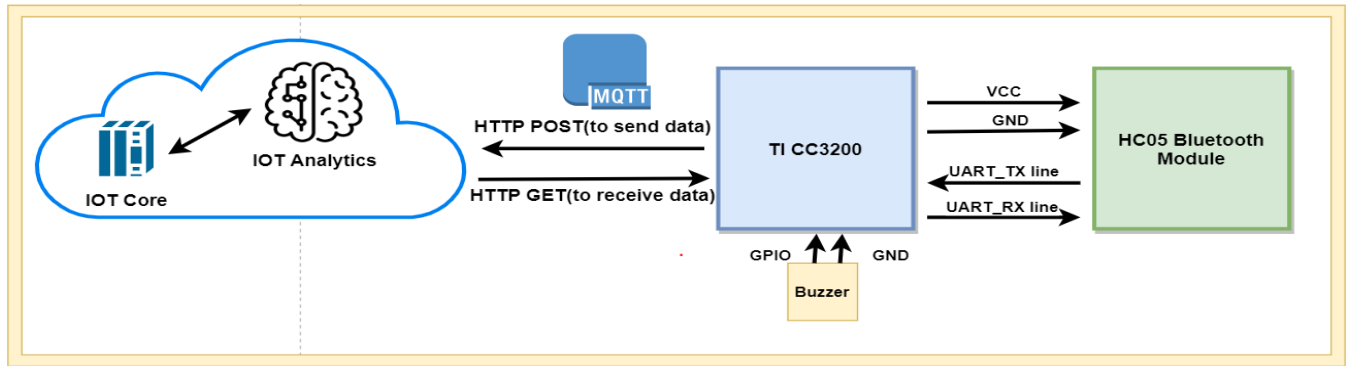 MQTT
HTTP POST(to send data)
HTTP GET(to receive data)
IOT Analytics
IOT Core
TI CC3200
VCC
GND
UART_TX line
UART_RX line
HC05 Bluetooth
Module
GPIO
GND
Buzzer